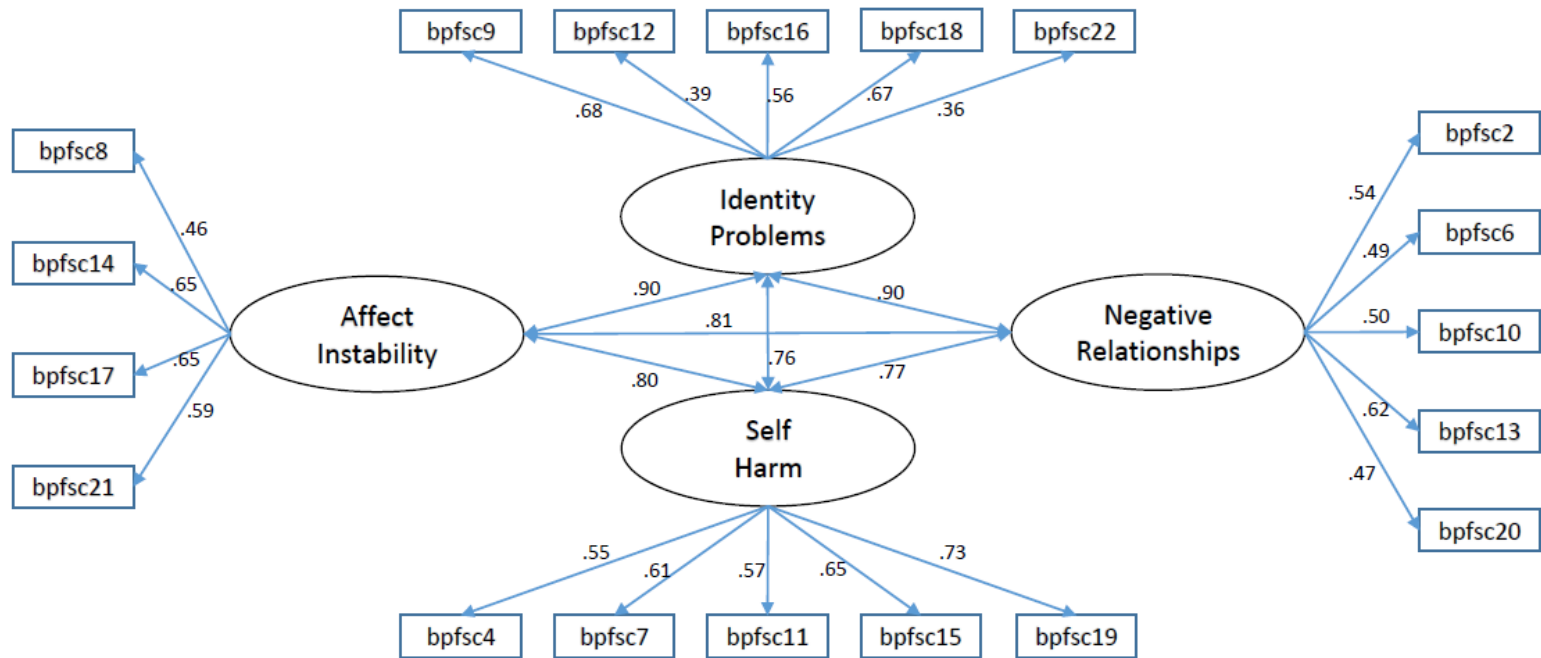 bpfsc9
bpfsc12
bpfsc16
bpfsc18
bpfsc22
.68
.39
.56
.67
.36
bpfsc8
bpfsc14
bpfsc17
bpfsc21
.46
.65
.65
.59
Identity
Problems
Affect
Instability
Negative
Relationships
Self
Harm
.90
.90
.81
.76
.80
.77
bpfsc2
bpfsc6
bpfsc10
bpfsc13
bpfsc20
.54
.49
.50
.62
.47
.55
.61
.57
.65
.73
bpfsc4
bpfsc7
bpfsc11
bpfsc15
bpfsc19